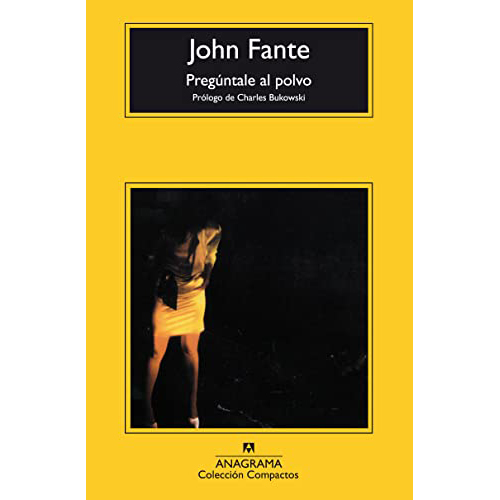 John Fante
Pregúntale al polvo
Prólogo de Charles Bukowski
ANAGRAMA
Colección Compactos